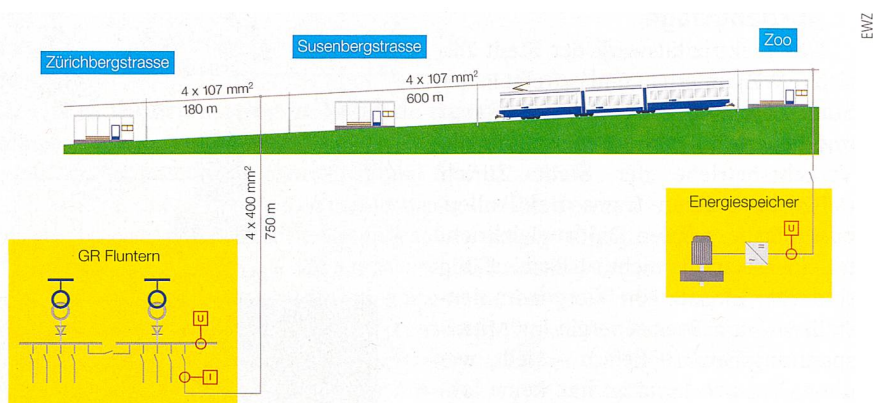 EWZ
Zürichbergstrasse
Susenbergstrasse
Zoo
4 x 107 mm²
180 m
4 x 107 mm²
600 m
4 x 400 mm²
750 m
GR Fluntern
U
I
Energiespeicher
U